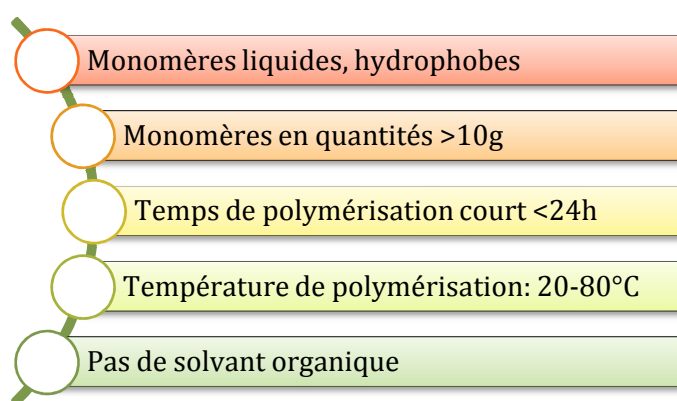 Monomères liquides, hydrophobes
Monomères en quantités >10g
Temps de polymérisation court <24h
Température de polymérisation: 20-80°C
Pas de solvant organique